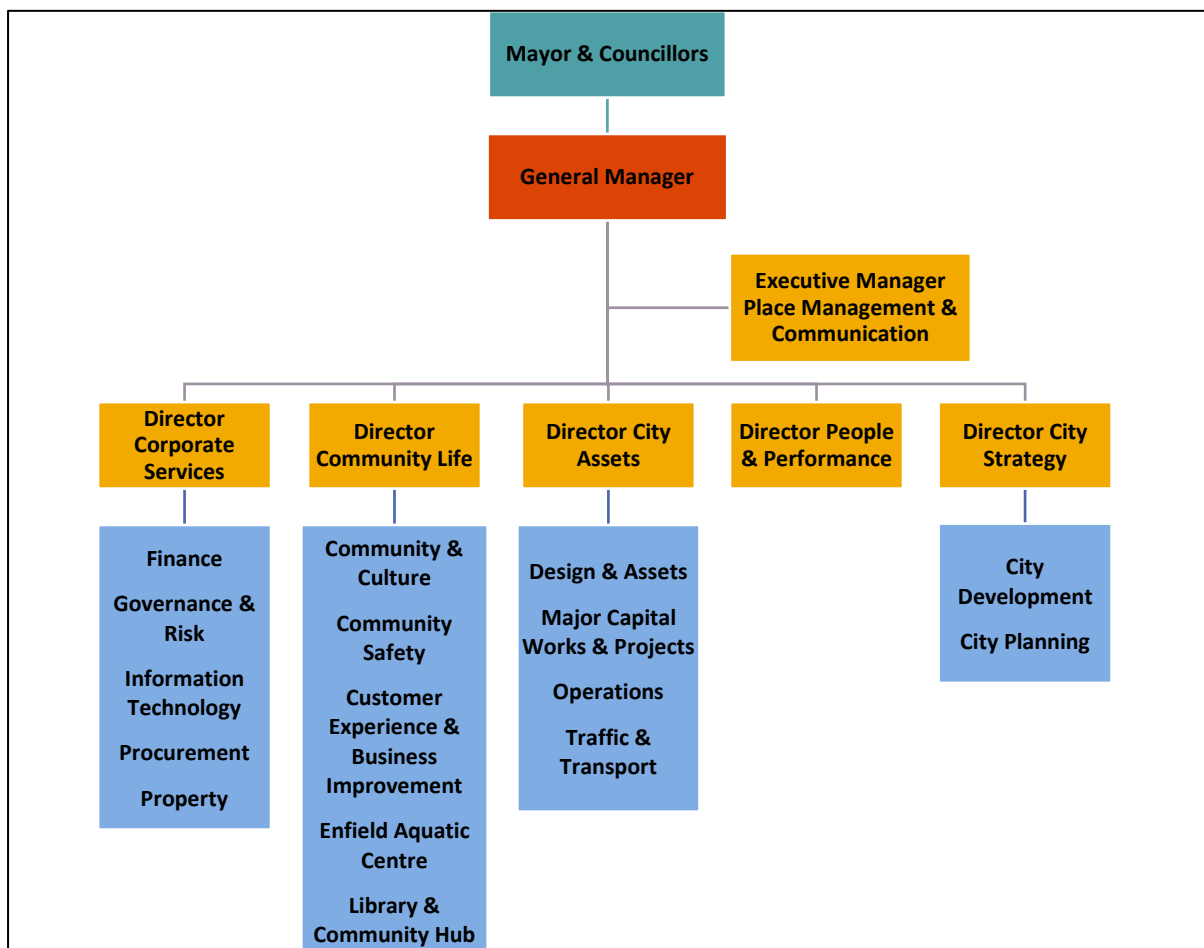 Mayor & Councillors
General Manager
Executive Manager
Place Management &
Communication
Director
Corporate
Services
Director
Community Life
Director City
Assets
Director People
& Performance
Director City
Strategy
Finance
Governance &
Risk
Information
Technology
Procurement
Property
Community &
Culture
Community
Safety
Customer
Experience &
Business
Improvement
Enfield Aquatic
Centre
Library &
Community Hub
Design & Assets
Major Capital
Works & Projects
Operations
Traffic &
Transport
City
Development
City Planning